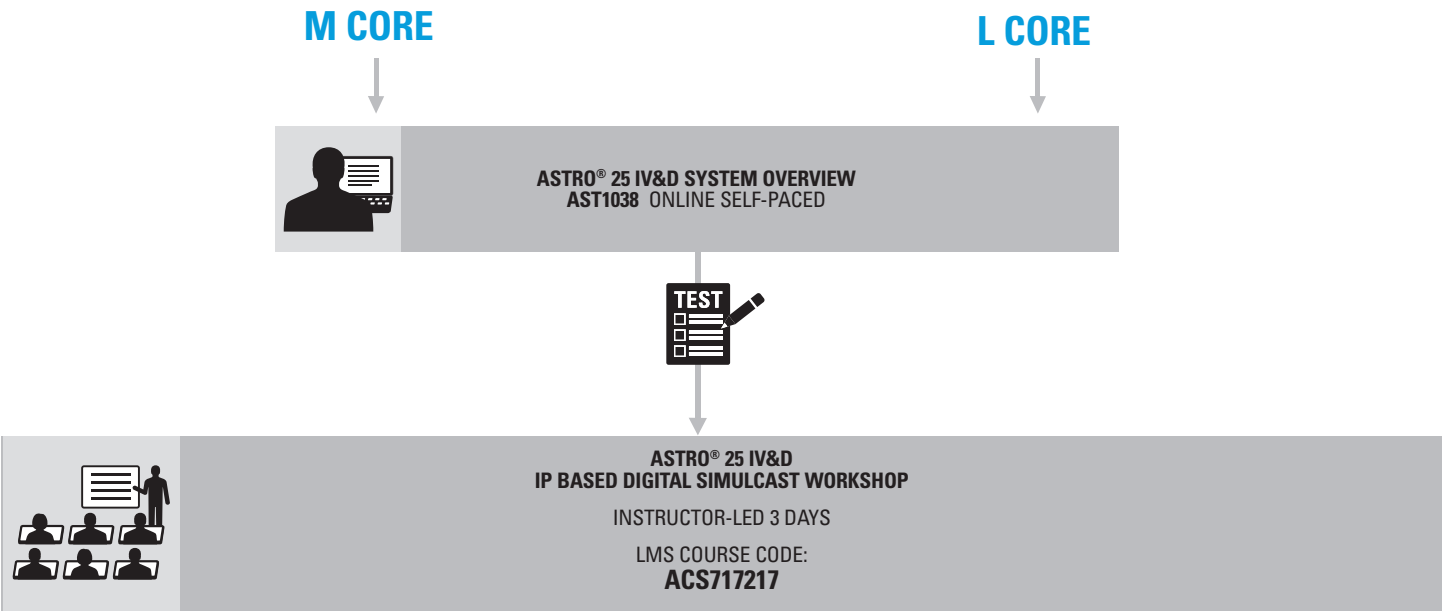 M CORE
L CORE
ASTRO® 25 IV&D SYSTEM OVERVIEW
AST1038 ONLINE SELF-PACED
TEST
ASTRO® 25 IV&D
IP BASED DIGITAL SIMULCAST WORKSHOP
INSTRUCTOR-LED 3 DAYS
LMS COURSE CODE:
ACS717217